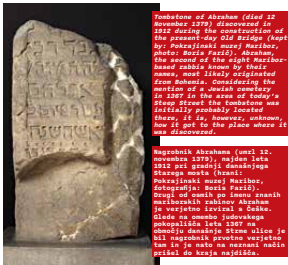 Tombstone of Abraham (died 12
November 1379) discovered in
1912 during the construction of
the present-day Old Bridge (kept
by: Pokrajinski muzej Maribor,
photo: Boris Farič). Abraham,
the second of the eight Maribor-
based rabbis known by their
names, most likely originated
from Bohemia. Considering the
mention of a Jewish cemetery
in 1367 in the area of today's
Steep Street the tombstone was
initially probably located
there, it is, however, unknown,
how it got to the place where it
was discovered.
Nagrobnik Abrahama (umrl 12.
novembra 1379), najden leta
1912 pri gradnji današnjega
Starega mosta (hrani:
Pokrajinski muzej Maribor,
fotografija: Boris Farič).
Drugi od osmih po imenu znanih
mariborskih rabinov Abraham
je verjetno izviral s Češke.
Glede na omembo judovskega
pokopališča leta 1367 na
območju današnje Strme ulice je
bil nagrobnik prvotno verjetno
tam in je nato na neznani način
prišel do kraja najdišča.